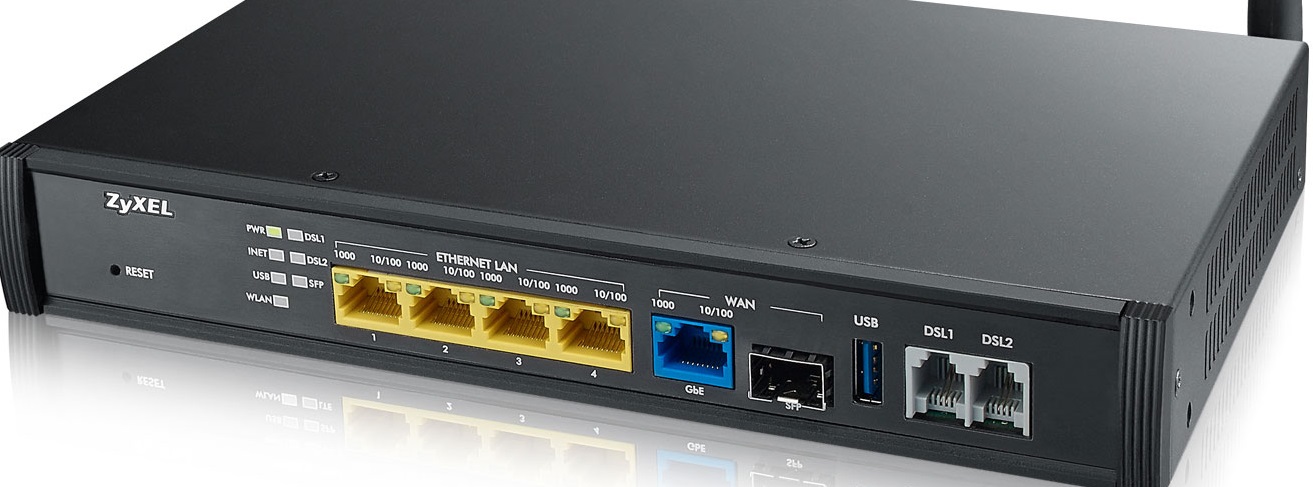 ZyXEL
RESET
PWR DSL1
INET DSL2
USB SFP
WLAN
ETHERNET LAN
1000 10/100 1000 10/100 1000 10/100 1000 10/100
1 2 3 4
WAN
1000 10/100
GbE
SFP
USB
DSL1 DSL2